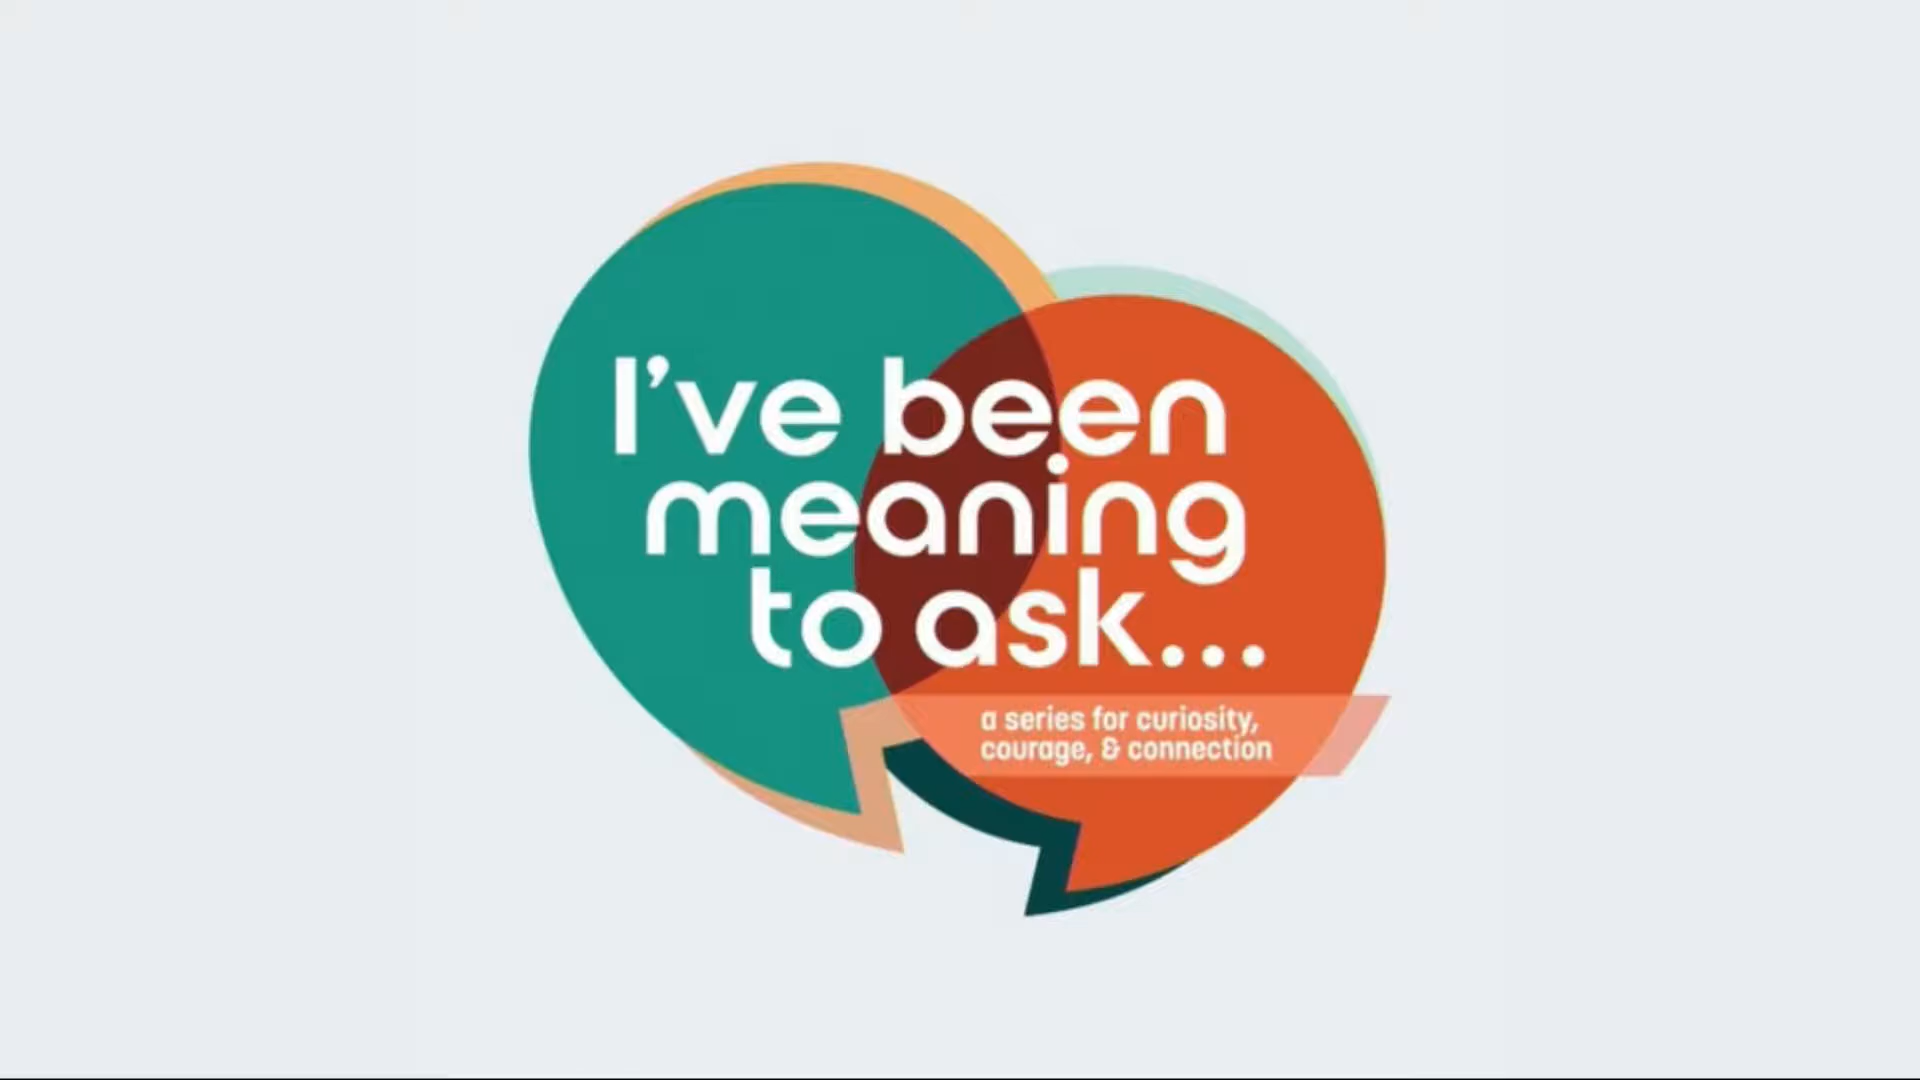 I've been
meaning
to ask...
a series for curiosity,
courage, & connection